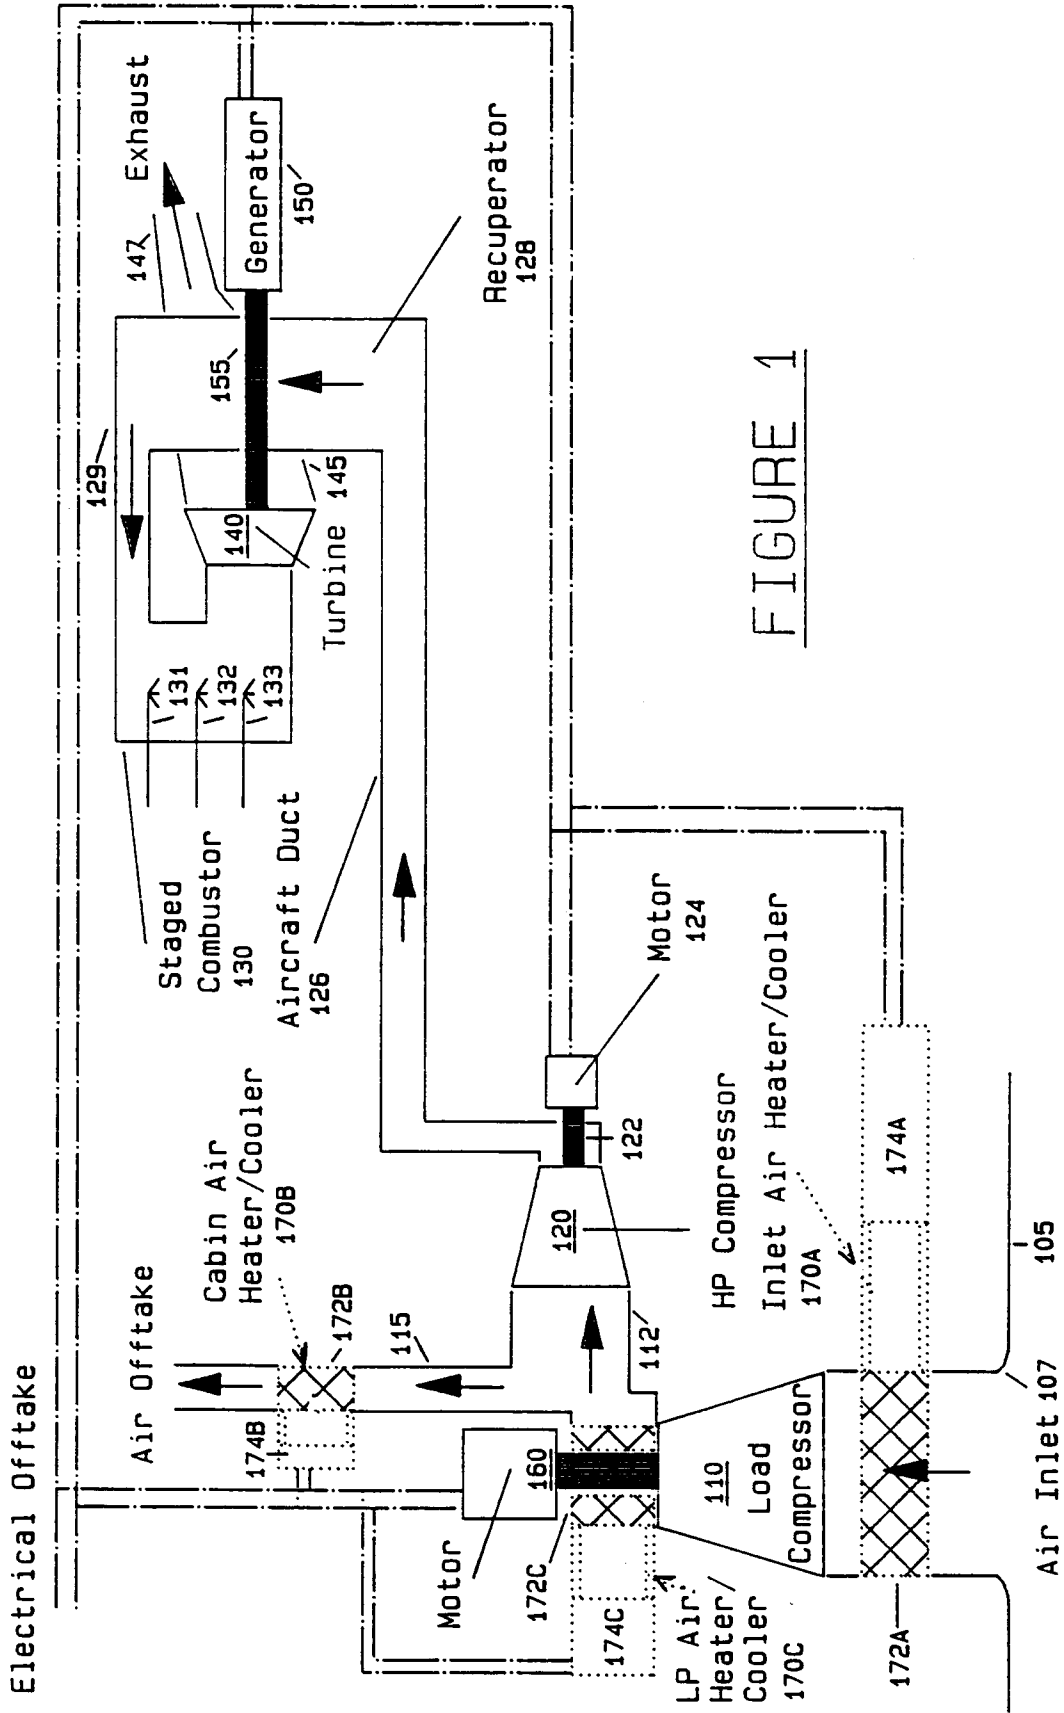 Electrical Offtake
Air Offtake
174B
Cabin Air
Heater/Cooler
170B
172B
115
Motor
160
172C
174C
LP Air
Heater/
Cooler
170C
110
Load
Compressor
112
172A
Air Inlet 107
105
174A
Inlet Air Heater/Cooler
170A
HP Compressor
120
122
Motor
124
Aircraft Duct
126
Staged
Combustor
130
131
132
133
129
140
Turbine
145
155
147
Exhaust
Generator
150
Recuperator
128
FIGURE 1